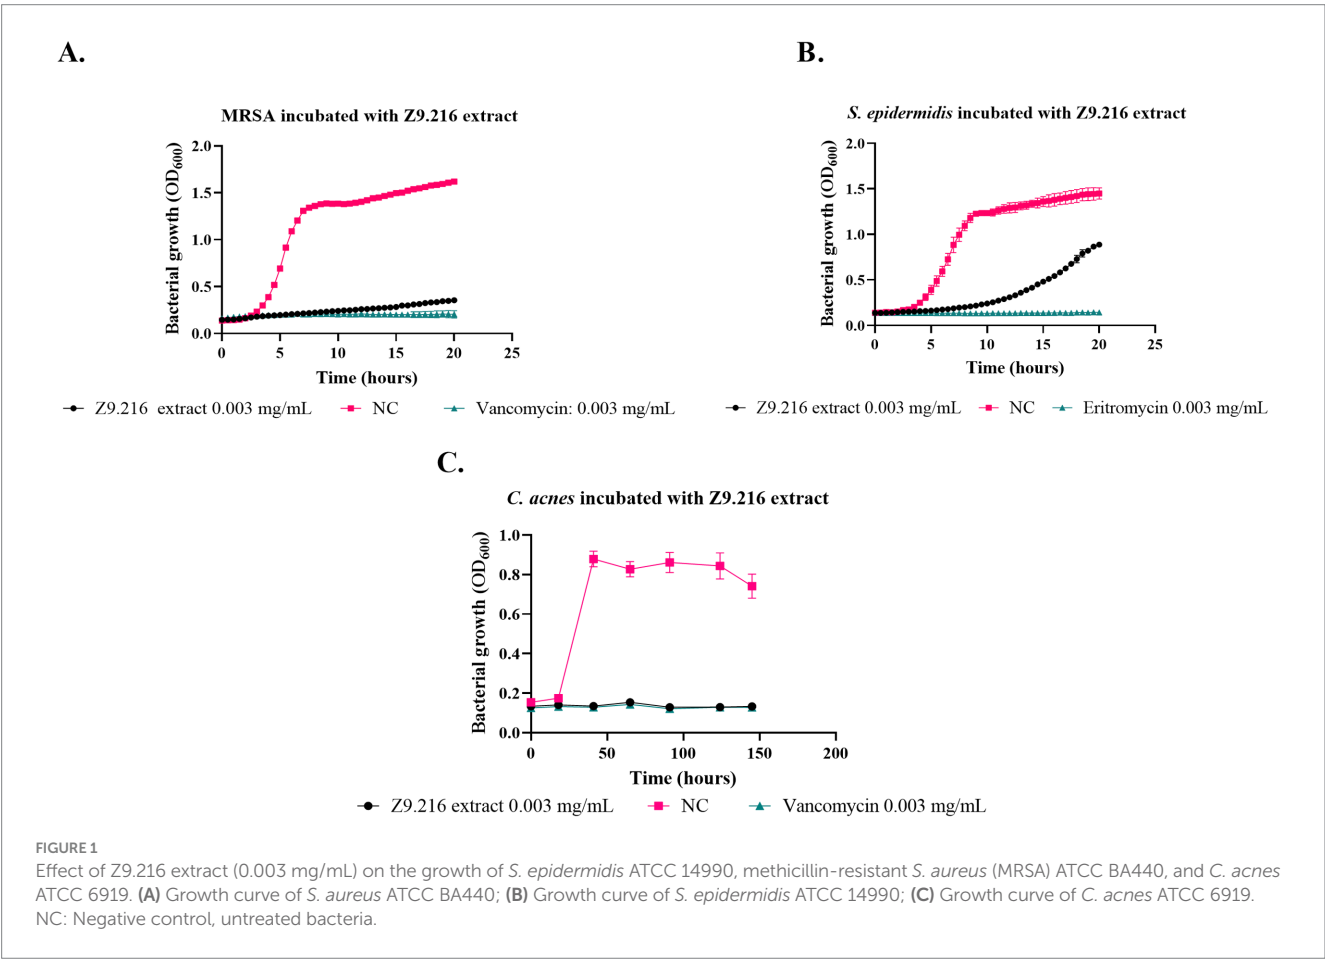 A.
MRSA incubated with Z9.216 extract
Bacterial growth (OD600)
2.0
1.5
1.0
0.5
0.0
0 5 10 15 20 25
Time (hours)
Z9.216 extract 0.003 mg/mL NC Vancomycin: 0.003 mg/mL
B.
S. epidermidis incubated with Z9.216 extract
Bacterial growth (OD600)
2.0
1.5
1.0
0.5
0.0
0 5 10 15 20 25
Time (hours)
Z9.216 extract 0.003 mg/mL NC Eritromycin 0.003 mg/mL
C.
C. acnes incubated with Z9.216 extract
Bacterial growth (OD600)
1.0
0.8
0.6
0.4
0.2
0.0
0 50 100 150 200
Time (hours)
Z9.216 extract 0.003 mg/mL NC Vancomycin 0.003 mg/mL
FIGURE 1
Effect of Z9.216 extract (0.003 mg/mL) on the growth of S. epidermidis ATCC 14990, methicillin-resistant S. aureus (MRSA) ATCC BA440, and C. acnes
ATCC 6919. (A) Growth curve of S. aureus ATCC BA440; (B) Growth curve of S. epidermidis ATCC 14990; (C) Growth curve of C. acnes ATCC 6919.
NC: Negative control, untreated bacteria.